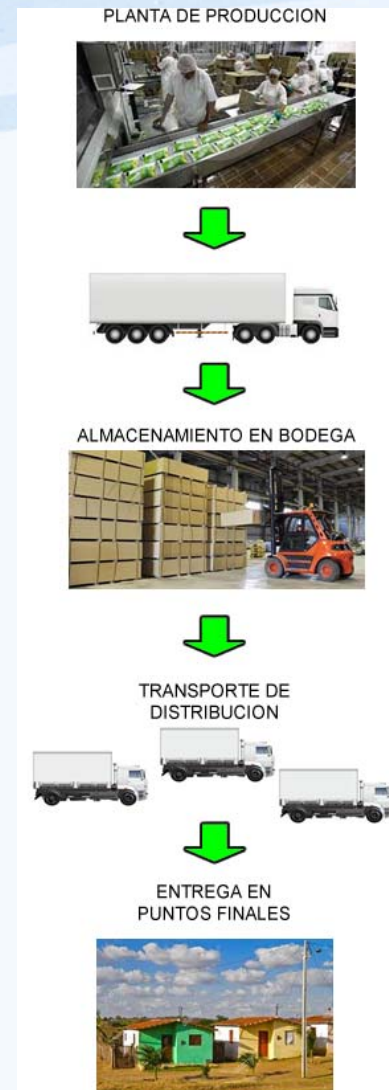 PLANTA DE PRODUCCION
ALMACENAMIENTO EN BODEGA
TRANSPORTE DE
DISTRIBUCION
ENTREGA EN
PUNTOS FINALES